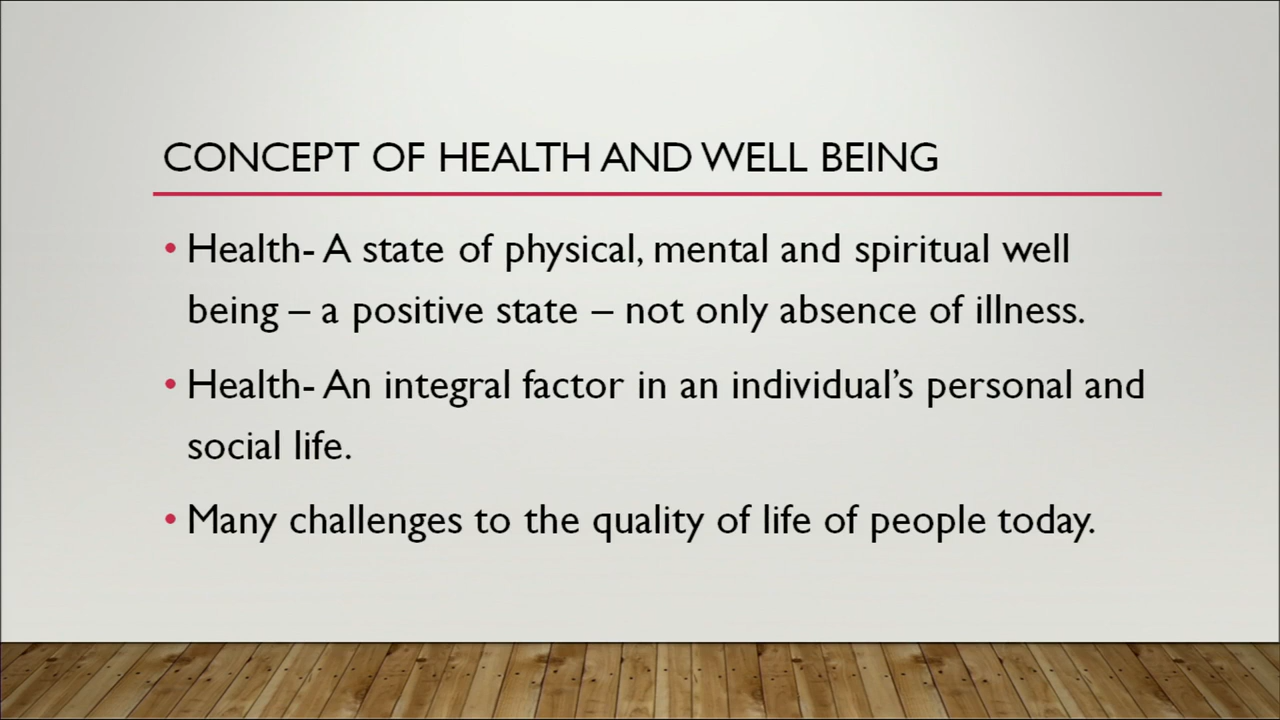 CONCEPT OF HEALTH AND WELL BEING
• Health- A state of physical, mental and spiritual well
being – a positive state – not only absence of illness.
• Health- An integral factor in an individual’s personal and
social life.
• Many challenges to the quality of life of people today.